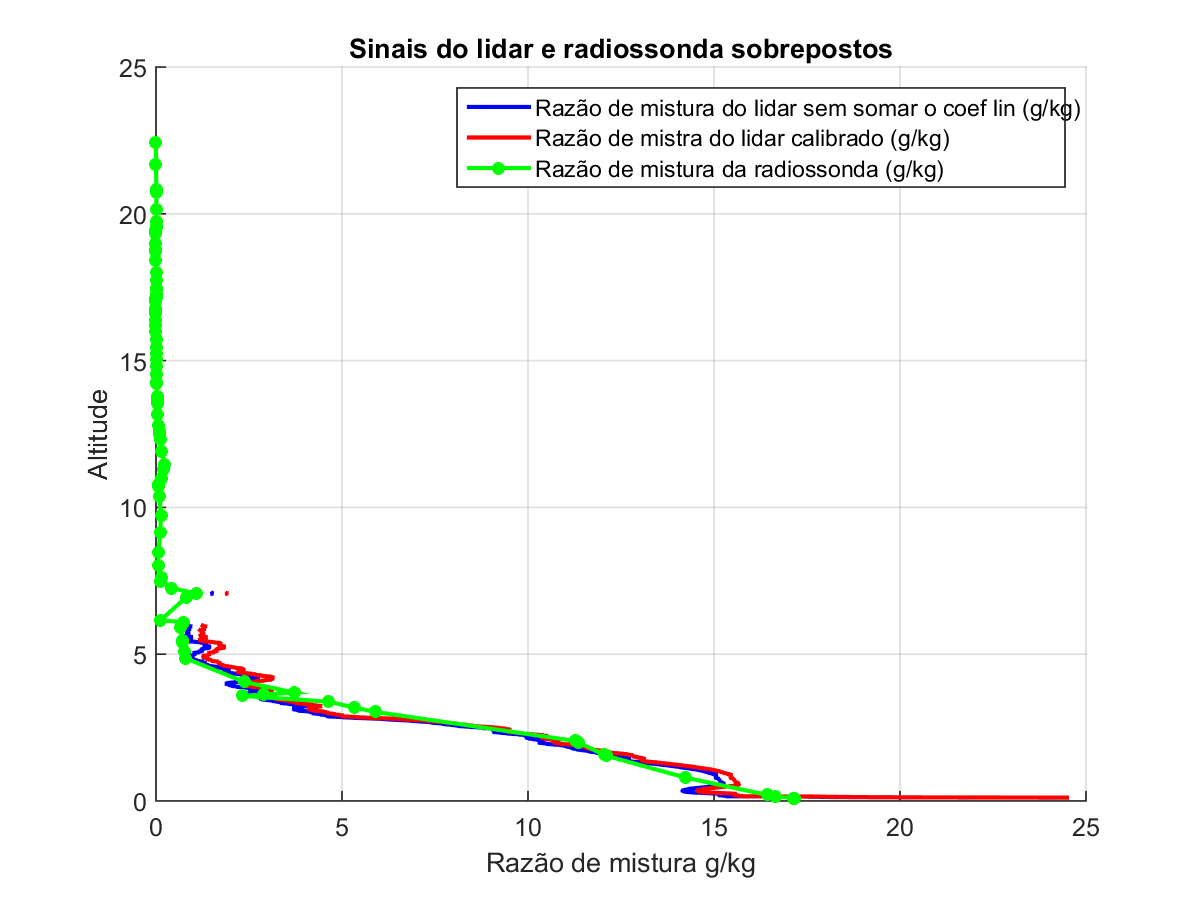 Sinais do lidar e radiossonda sobrepostos
25
Razão de mistura do lidar sem somar o coef lin (g/kg)
Razão de mistra do lidar calibrado (g/kg)
Razão de mistura da radiossonda (g/kg)
20
15
Altitude
10
5
0
0 5 10 15 20 25
Razão de mistura g/kg